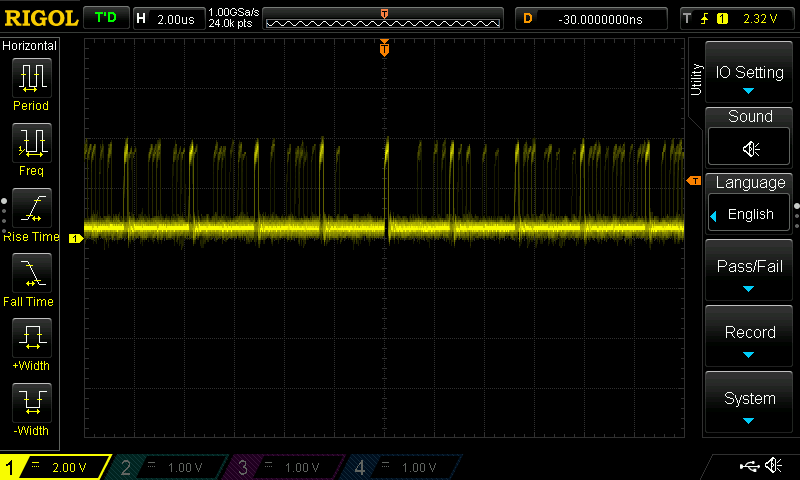 RIGOL T'D H 2.00us 1.00GSa/s 24.0k pts T D -30.0000000ns T 1 2.32 V
Horizontal
Period
Freq
Rise Time
Fall Time
+Width
-Width
T
T
1
Utility
IO Setting
Sound
Language
English
Pass/Fail
Record
System
1 = 2.00 V 2 = 1.00 V 3 = 1.00 V 4 = 1.00 V